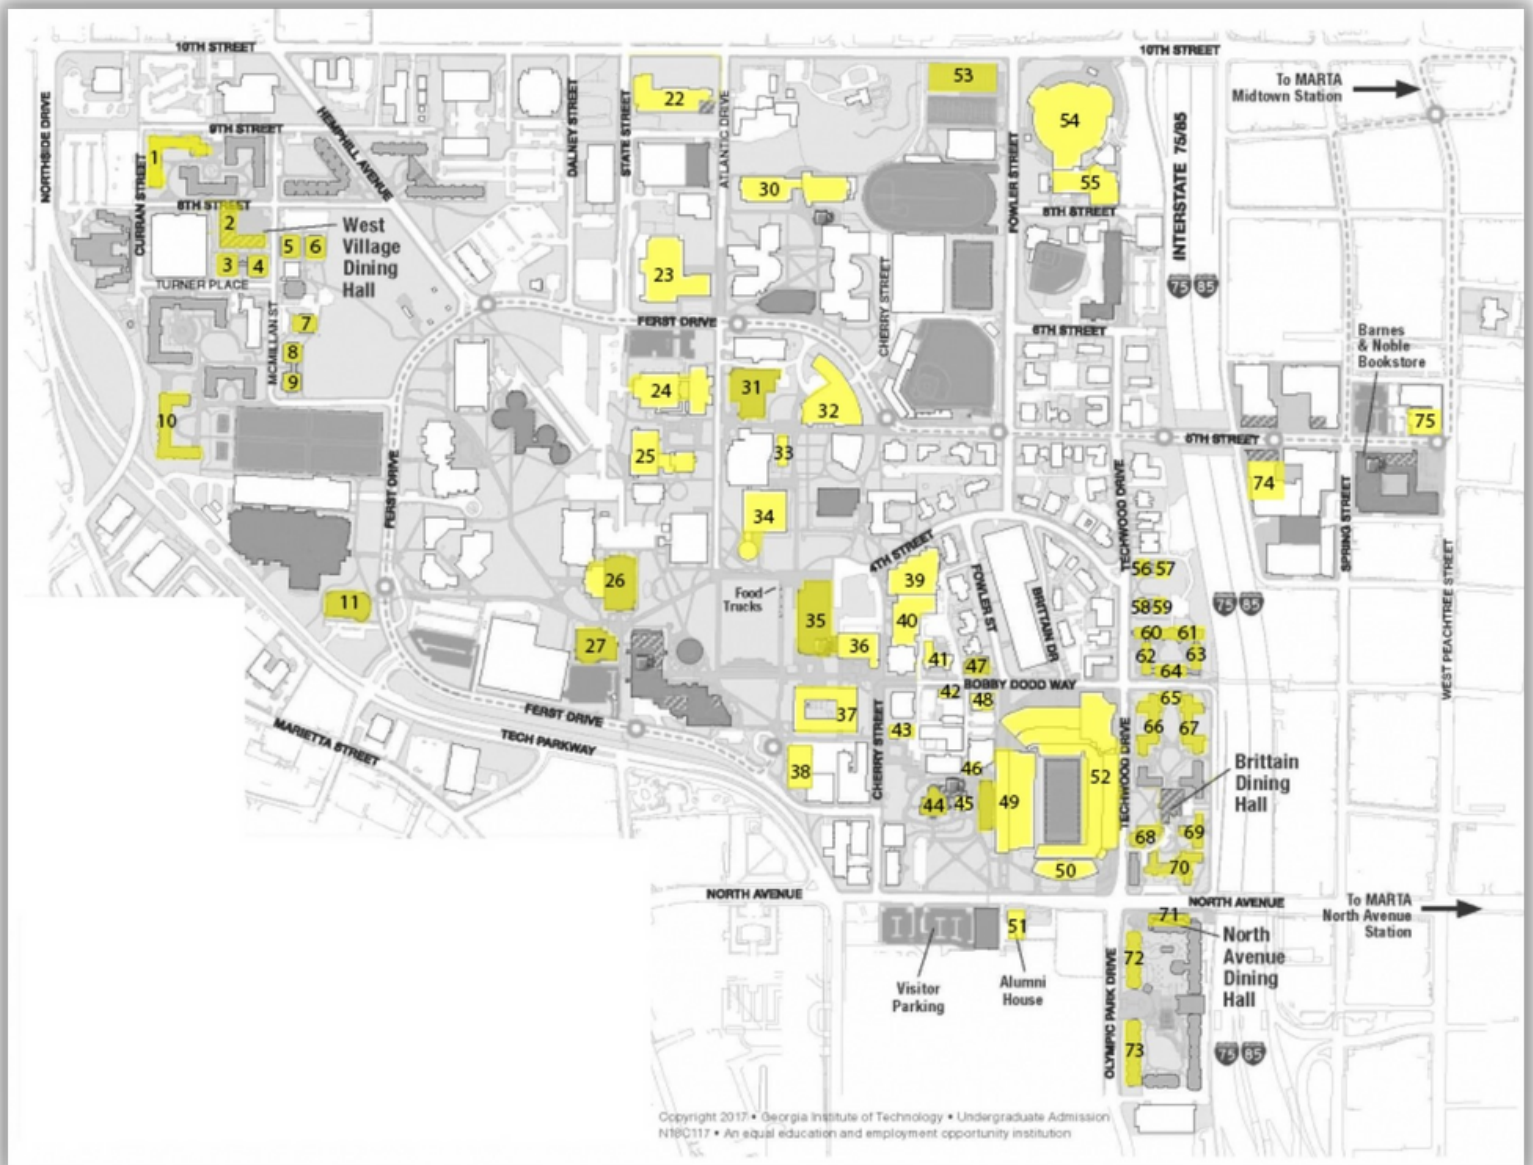 10TH STREET
10TH STREET
To MARTA
Midtown Station
NORTHSIDE DRIVE
HEMPHILL AVENUE
DALNEY STREET
STATE STREET
ATLANTIC DRIVE
FOWLER STREET
INTERSTATE 75/85
22
53
54
9TH STREET
1
CURRAN STREET
30
55
8TH STREET
8TH STREET
2
West
Village
Dining
Hall
5
6
3
4
TURNER PLACE
23
CHERRY STREET
75
85
MCMILLAN ST
7
8
9
FERST DRIVE
6TH STREET
Barnes
& Noble
Bookstore
24
31
32
10
75
5TH STREET
25
33
74
FERST DRIVE
TECHWOOD DRIVE
SPRING STREET
34
4TH STREET
39
FOWLER ST
BRITTAIN DR
56
57
WEST PEACHTREE STREET
26
Food
Trucks
11
35
40
58
59
75
85
27
36
41
47
60
61
62
63
64
BOBBY DODD WAY
42
48
65
FERST DRIVE
TECH PARKWAY
37
CHERRY STREET
43
66
67
TECHWOOD DRIVE
MARIETTA STREET
38
46
52
Brittain
Dining
Hall
44
45
49
68
69
50
70
NORTH AVENUE
NORTH AVENUE
To MARTA
North Avenue
Station
51
71
North
Avenue
Dining
Hall
72
OLYMPIC PARK DRIVE
Visitor
Parking
Alumni
House
73
75
85
Copyright 2017 • Georgia Institute of Technology • Undergraduate Admission
N18C117 • An equal education and employment opportunity institution